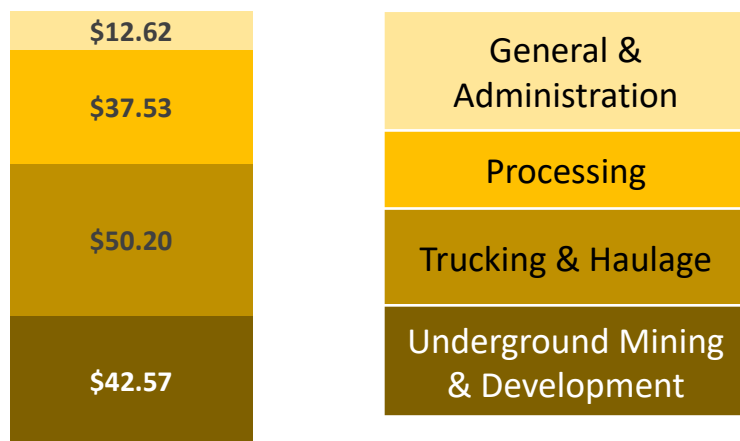 $12.62
$37.53
$50.20
$42.57
General &
Administration
Processing
Trucking & Haulage
Underground Mining
& Development